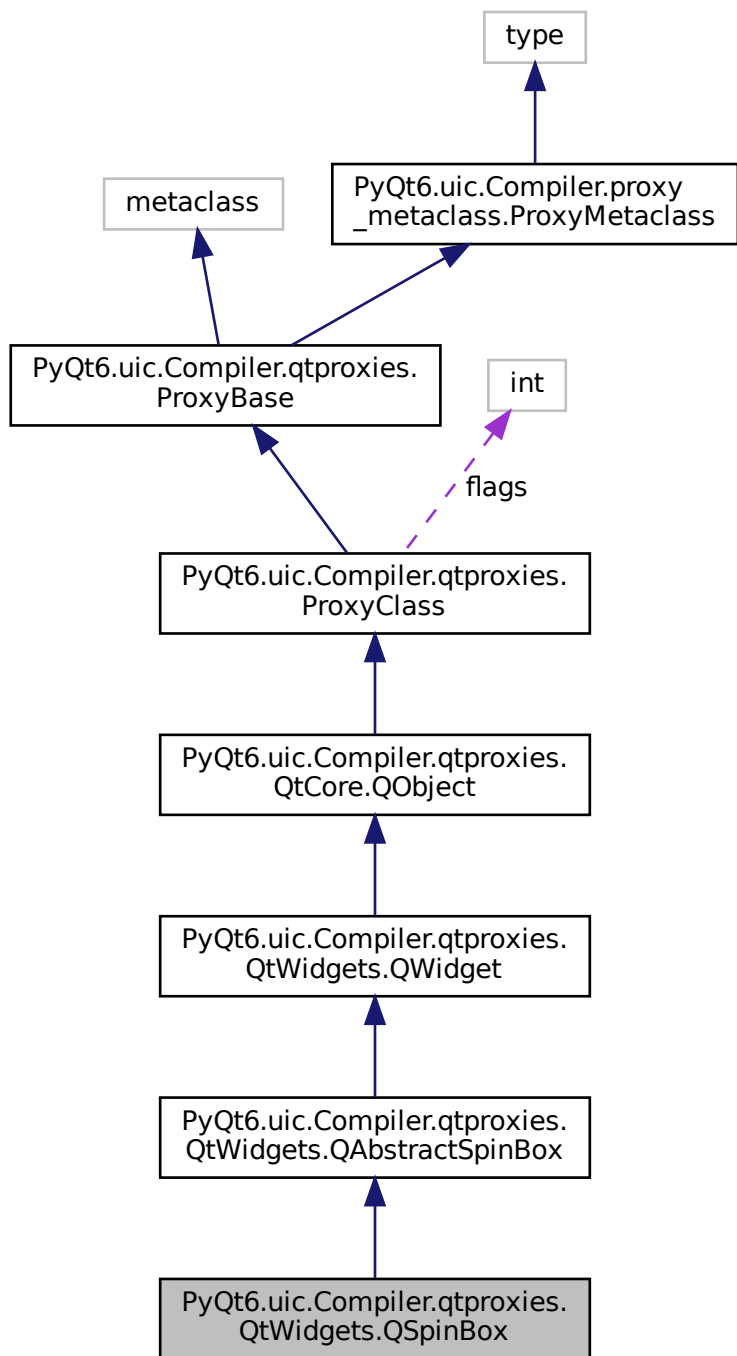 type
PyQt6.uic.Compiler.proxy
_metaclass.ProxyMetaclass
metaclass
PyQt6.uic.Compiler.qtproxies.
ProxyBase
int
flags
PyQt6.uic.Compiler.qtproxies.
ProxyClass
PyQt6.uic.Compiler.qtproxies.
QtCore.QObject
PyQt6.uic.Compiler.qtproxies.
QtWidgets.QWidget
PyQt6.uic.Compiler.qtproxies.
QtWidgets.QAbstractSpinBox
PyQt6.uic.Compiler.qtproxies.
QtWidgets.QSpinBox